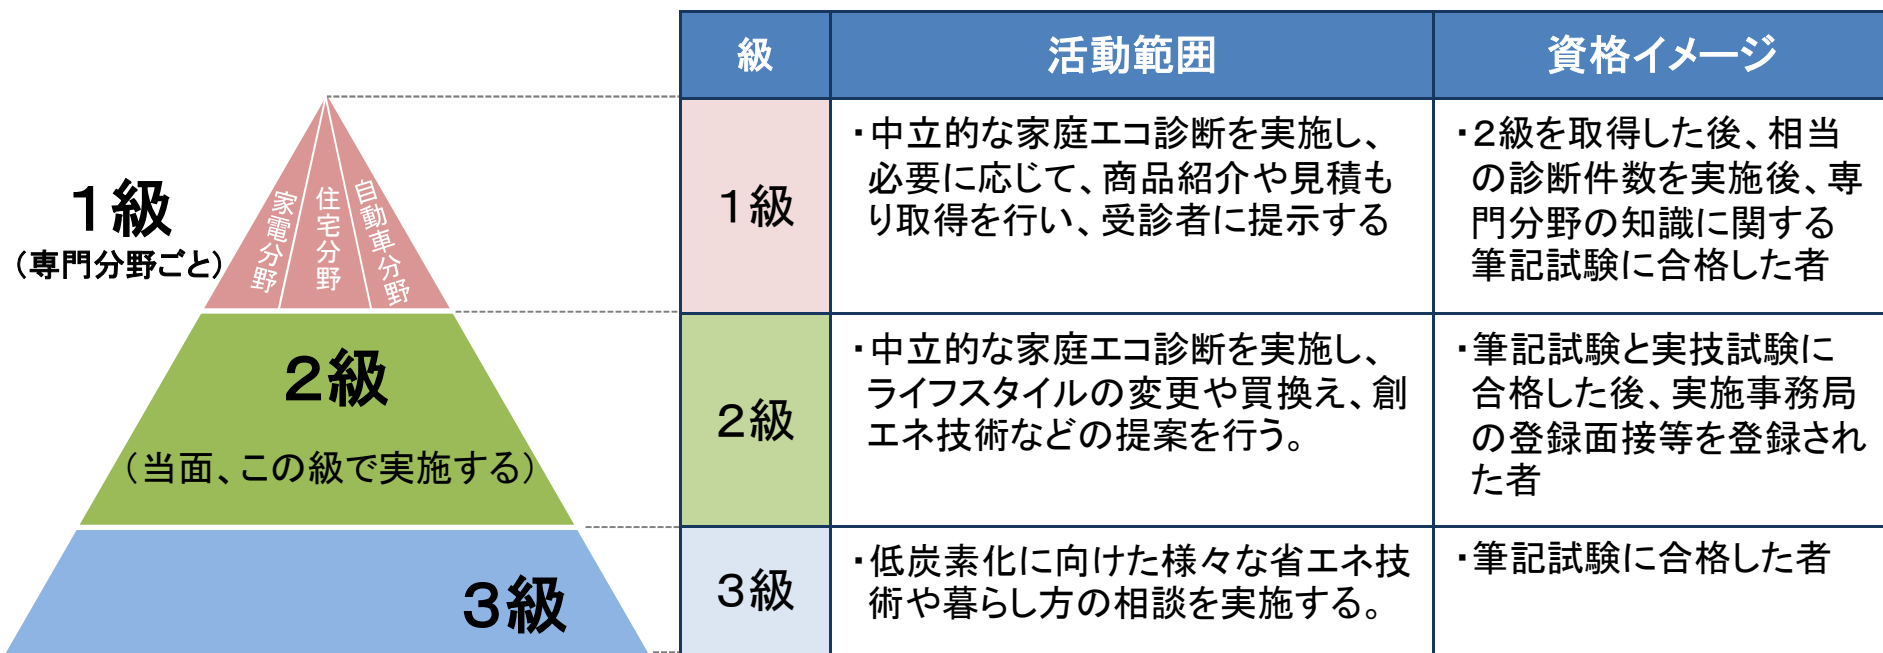 １級
（専門分野ごと）
家電分野
住宅分野
自動車分野
２級
（当面、この級で実施する）
３級
級
活動範囲
資格イメージ
１級
・中立的な家庭エコ診断を実施し、
必要に応じて、商品紹介や見積も
り取得を行い、受診者に提示する
・２級を取得した後、相当
の診断件数を実施後、専
門分野の知識に関する
筆記試験に合格した者
２級
・中立的な家庭エコ診断を実施し、
ライフスタイルの変更や買換え、創
エネ技術などの提案を行う。
・筆記試験と実技試験に
合格した後、実施事務局
の登録面接等を登録され
た者
３級
・低炭素化に向けた様々な省エネ技
術や暮らし方の相談を実施する。
・筆記試験に合格した者